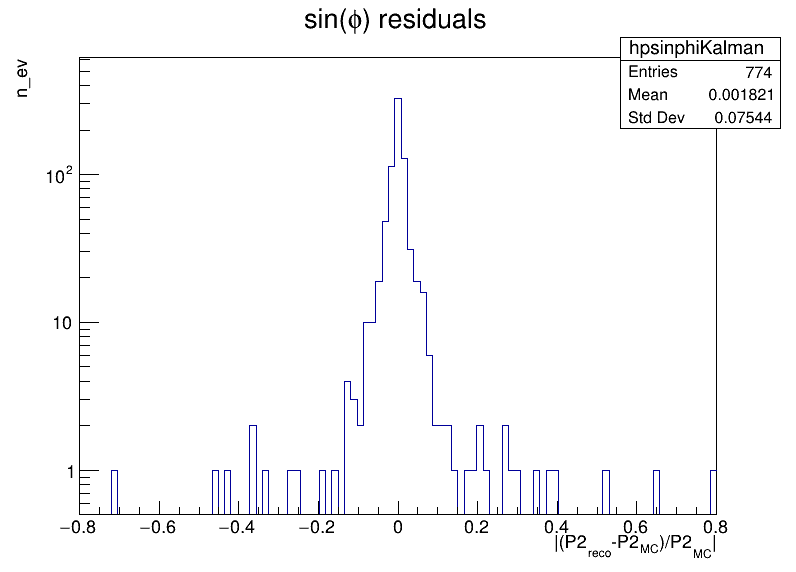 sin(ϕ) residuals
hpsinphiKalman
Entries 774
Mean 0.001821
Std Dev 0.07544
n_ev
10²
10
1
−0.8 −0.6 −0.4 −0.2 0 0.2 0.4 0.6 0.8
|(P2reco-P2MC)/P2MC|